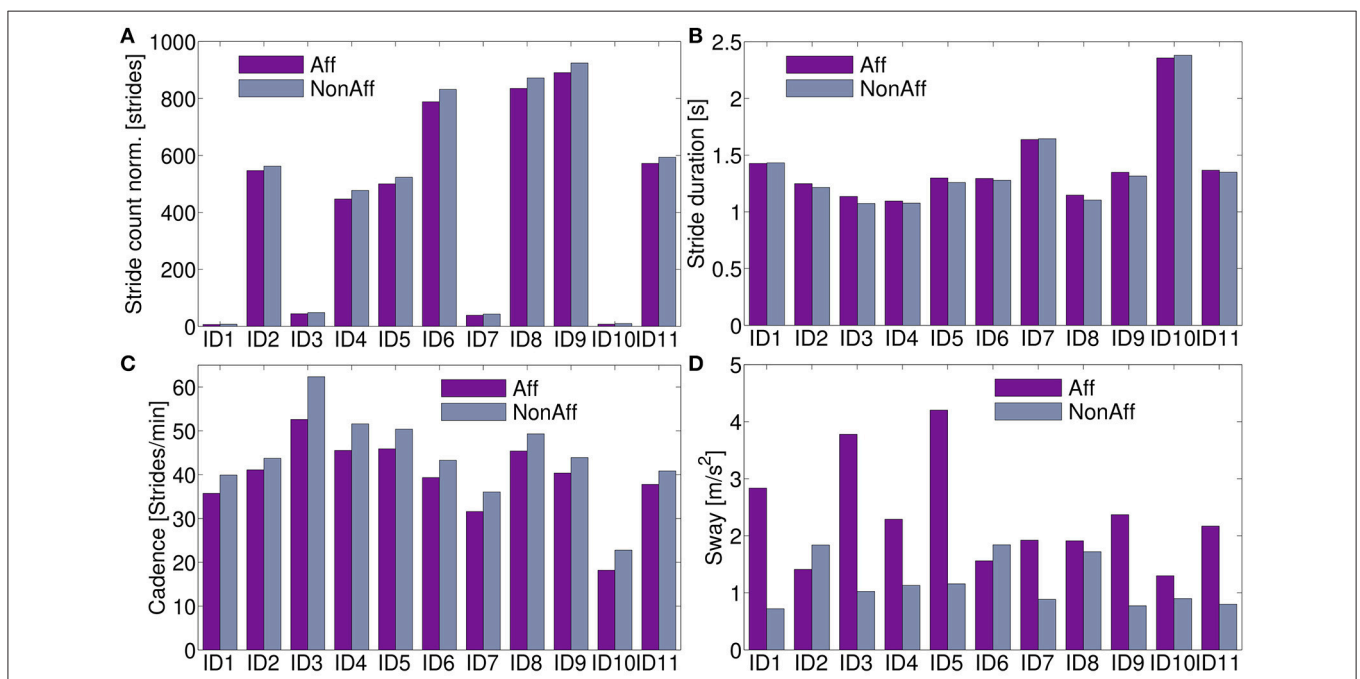 A
Stride count norm. [strides]
1000
800
600
400
200
0
Aff
NonAff
ID1 ID2 ID3 ID4 ID5 ID6 ID7 ID8 ID9 ID10 ID11
B
Stride duration [s]
2.5
2
1.5
1
0.5
0
Aff
NonAff
ID1 ID2 ID3 ID4 ID5 ID6 ID7 ID8 ID9 ID10 ID11
C
Cadence [Strides/min]
60
50
40
30
20
10
0
Aff
NonAff
ID1 ID2 ID3 ID4 ID5 ID6 ID7 ID8 ID9 ID10 ID11
D
Sway [m/s²]
5
4
3
2
1
0
Aff
NonAff
ID1 ID2 ID3 ID4 ID5 ID6 ID7 ID8 ID9 ID10 ID11